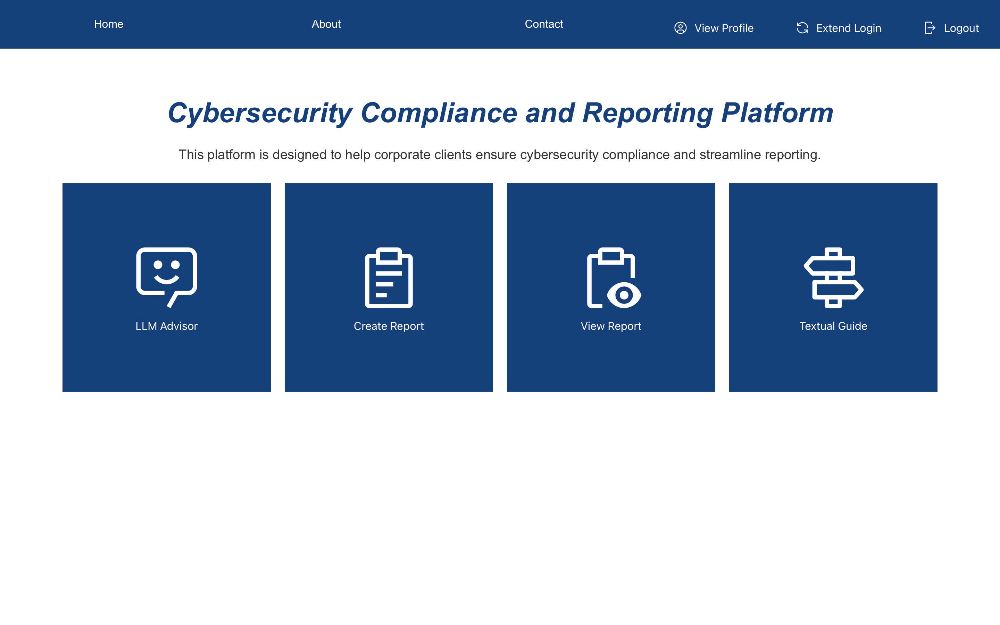 Home About Contact View Profile Extend Login Logout
Cybersecurity Compliance and Reporting Platform
This platform is designed to help corporate clients ensure cybersecurity compliance and streamline reporting.
LLM Advisor Create Report View Report Textual Guide